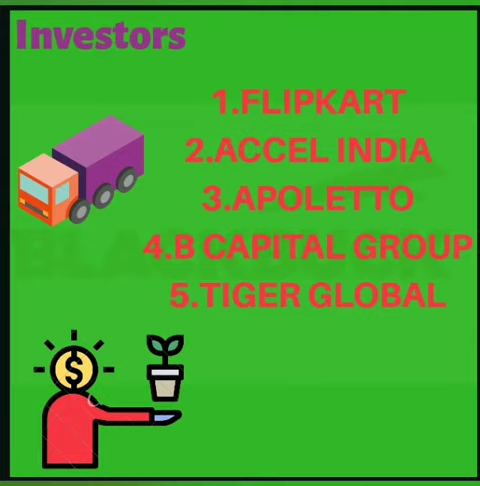 Investors
1.FLIPKART
2.ACCEL INDIA
3.APOLETTO
4.B CAPITAL GROUP
5.TIGER GLOBAL
$